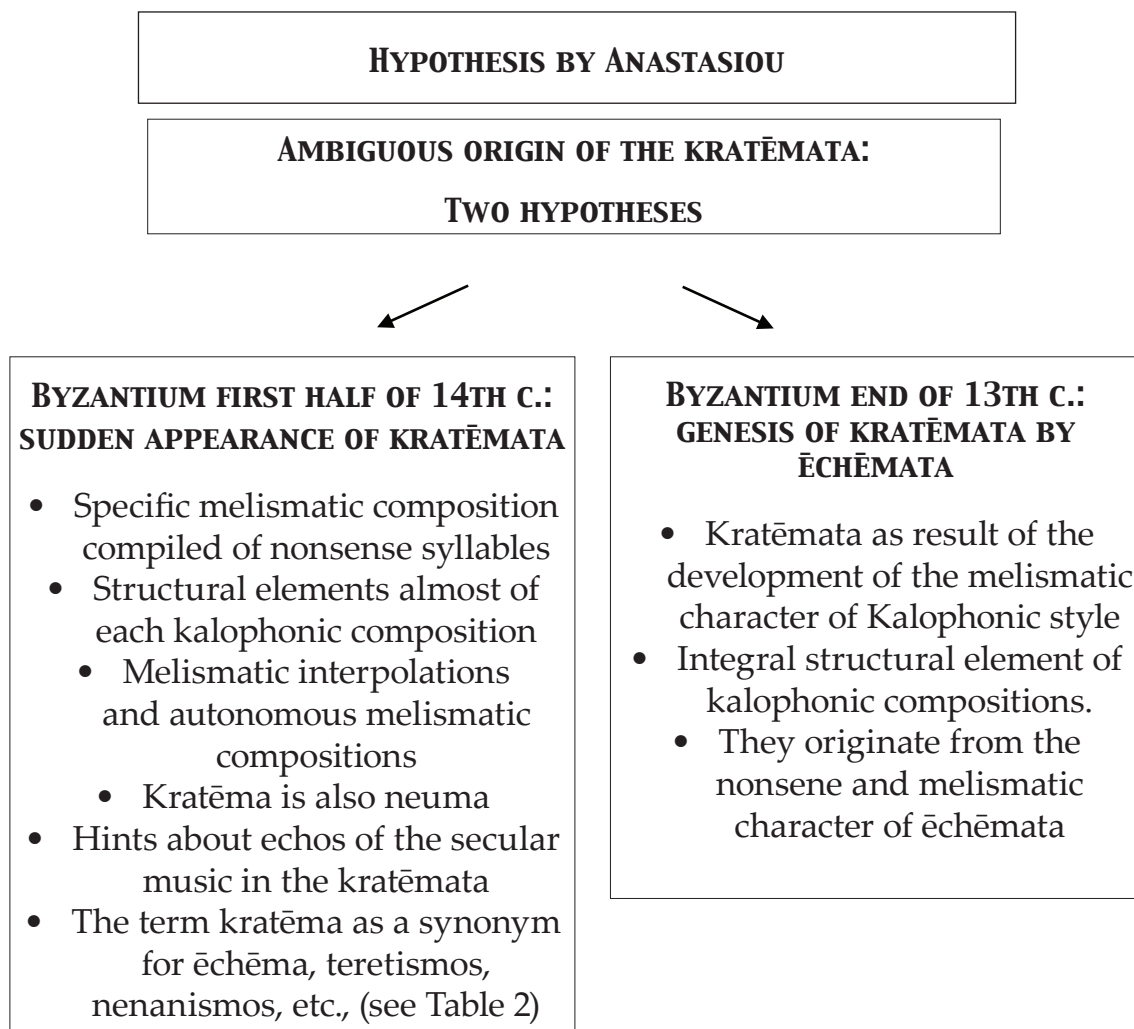 Hypothesis by Anastasiou
Ambiguous origin of the kratēmata:
Two hypotheses
Byzantium first half of 14th c.:
sudden appearance of kratēmata
• Specific melismatic composition
compiled of nonsense syllables
• Structural elements almost of
each kalophonic composition
• Melismatic interpolations
and autonomous melismatic
compositions
• Kratēma is also neuma
• Hints about echos of the secular
music in the kratēmata
• The term kratēma as a synonym
for ēchēma, teretismos,
nenanismos, etc., (see Table 2)
Byzantium end of 13th c.:
genesis of kratēmata by
ēchēmata
• Kratēmata as result of the
development of the melismatic
character of Kalophonic style
• Integral structural element of
kalophonic compositions.
• They originate from the
nonsene and melismatic
character of ēchēmata